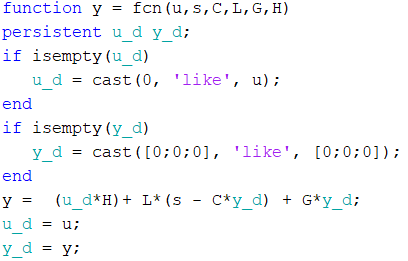 function y = fcn(u,s,C,L,G,H)
persistent u_d y_d;
if isempty(u_d)
u_d = cast(0, 'like', u);
end
if isempty(y_d)
y_d = cast([0;0;0], 'like', [0;0;0]);
end
y = (u_d*H)+ L*(s - C*y_d) + G*y_d;
u_d = u;
y_d = y;